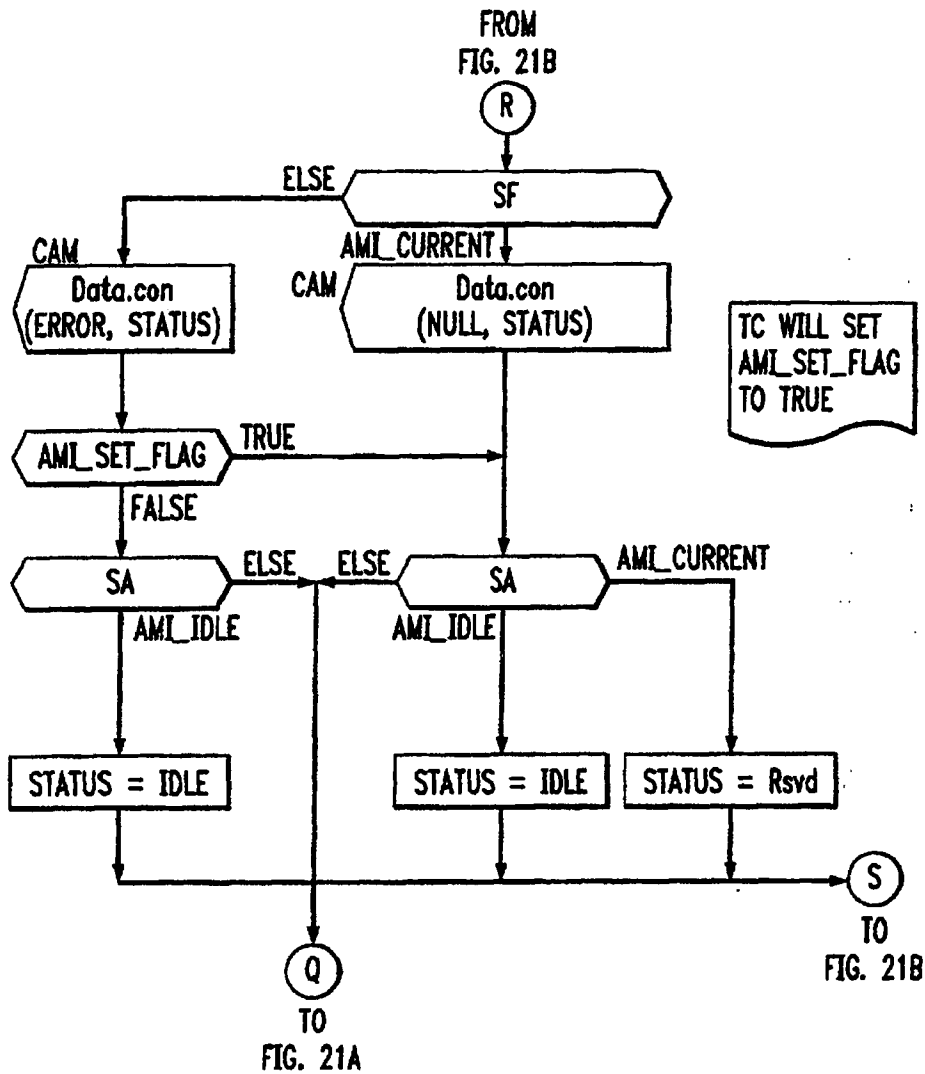 FROM
FIG. 21B
R
ELSE
SF
AMI_CURRENT
CAM
Data.con
(ERROR, STATUS)
CAM
Data.con
(NULL, STATUS)
TC WILL SET
AMI_SET_FLAG
TO TRUE
AMI_SET_FLAG
TRUE
FALSE
SA
ELSE
ELSE
SA
AMI_CURRENT
AMI_IDLE
AMI_IDLE
STATUS = IDLE
STATUS = IDLE
STATUS = Rsvd
S
TO
FIG. 21B
Q
TO
FIG. 21A